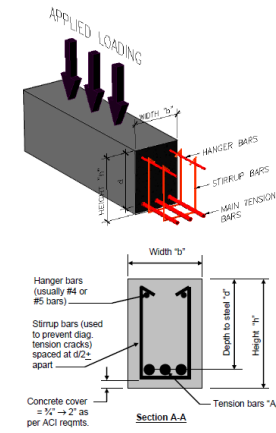 APPLIED LOADING
WIDTH "b"
HANGER BARS
STIRRUP BARS
MAIN TENSION
BARS
HEIGHT "h"
d
Width "b"
Hanger bars
(usually #4 or
#5 bars)
Stirrup bars (used
to prevent diag.
tension cracks)
spaced at d/2±
apart
Concrete cover
= ¾" → 2" as
per ACI reqmts.
Depth to steel "d"
Height "h"
Tension bars "A
Section A-A